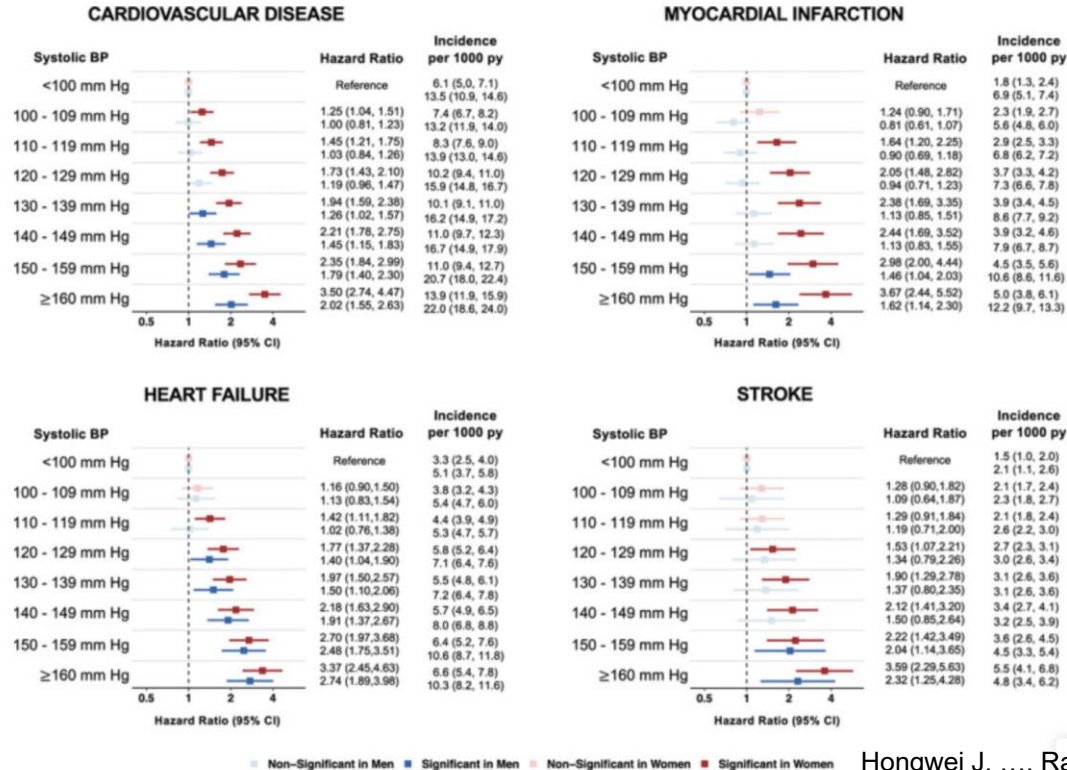 CARDIOVASCULAR DISEASE
Systolic BP Hazard Ratio Incidence per 1000 py
<100 mm Hg Reference 6.1 (5.0, 7.1)
13.5 (10.9, 14.6)
100 - 109 mm Hg 1.25 (1.04, 1.51) 7.4 (6.7, 8.2)
1.00 (0.81, 1.23) 13.2 (11.9, 14.0)
110 - 119 mm Hg 1.45 (1.21, 1.75) 8.3 (7.6, 9.0)
1.03 (0.84, 1.26) 13.9 (13.0, 14.6)
120 - 129 mm Hg 1.73 (1.43, 2.10) 10.2 (9.4, 11.0)
1.19 (0.96, 1.47) 15.9 (14.8, 16.7)
130 - 139 mm Hg 1.94 (1.59, 2.38) 10.1 (9.1, 11.0)
1.26 (1.02, 1.57) 16.2 (14.9, 17.2)
140 - 149 mm Hg 2.21 (1.78, 2.75) 11.0 (9.7, 12.3)
1.45 (1.15, 1.83) 16.7 (14.9, 17.9)
150 - 159 mm Hg 2.35 (1.84, 2.99) 11.0 (9.4, 12.7)
1.79 (1.40, 2.30) 20.7 (18.0, 22.4)
≥160 mm Hg 3.50 (2.74, 4.47) 13.9 (11.9, 15.9)
2.02 (1.55, 2.63) 22.0 (18.6, 24.0)
0.5 1 2 4
Hazard Ratio (95% CI)
MYOCARDIAL INFARCTION
Systolic BP Hazard Ratio Incidence per 1000 py
<100 mm Hg Reference 1.8 (1.3, 2.4)
6.9 (5.1, 7.4)
100 - 109 mm Hg 1.24 (0.90, 1.71) 2.3 (1.9, 2.7)
0.81 (0.61, 1.07) 5.6 (4.8, 6.0)
110 - 119 mm Hg 1.64 (1.20, 2.25) 2.9 (2.5, 3.3)
0.90 (0.69, 1.18) 6.8 (6.2, 7.2)
120 - 129 mm Hg 2.05 (1.48, 2.82) 3.7 (3.3, 4.2)
0.94 (0.71, 1.23) 7.3 (6.6, 7.8)
130 - 139 mm Hg 2.38 (1.69, 3.35) 3.9 (3.4, 4.5)
1.13 (0.85, 1.51) 8.6 (7.7, 9.2)
140 - 149 mm Hg 2.44 (1.69, 3.52) 3.9 (3.2, 4.6)
1.13 (0.83, 1.55) 7.9 (6.7, 8.7)
150 - 159 mm Hg 2.98 (2.00, 4.44) 4.5 (3.5, 5.6)
1.46 (1.04, 2.03) 10.6 (8.6, 11.6)
≥160 mm Hg 3.67 (2.44, 5.52) 5.0 (3.8, 6.1)
1.62 (1.14, 2.30) 12.2 (9.7, 13.3)
0.5 1 2 4
Hazard Ratio (95% CI)
HEART FAILURE
Systolic BP Hazard Ratio Incidence per 1000 py
<100 mm Hg Reference 3.3 (2.5, 4.0)
5.1 (3.7, 5.8)
100 - 109 mm Hg 1.16 (0.90,1.50) 3.8 (3.2, 4.3)
1.13 (0.83,1.54) 5.4 (4.7, 6.0)
110 - 119 mm Hg 1.42 (1.11,1.82) 4.4 (3.9, 4.9)
1.02 (0.76,1.38) 5.3 (4.7, 5.7)
120 - 129 mm Hg 1.77 (1.37,2.28) 5.8 (5.2, 6.4)
1.40 (1.04,1.90) 7.1 (6.4, 7.6)
130 - 139 mm Hg 1.97 (1.50,2.57) 5.5 (4.8, 6.1)
1.50 (1.10,2.06) 7.2 (6.4, 7.8)
140 - 149 mm Hg 2.18 (1.63,2.90) 5.7 (4.9, 6.5)
1.91 (1.37,2.67) 8.0 (6.8, 8.8)
150 - 159 mm Hg 2.70 (1.97,3.68) 6.4 (5.2, 7.6)
2.48 (1.75,3.51) 10.6 (8.7, 11.8)
≥160 mm Hg 3.37 (2.45,4.63) 6.6 (5.4, 7.8)
2.74 (1.89,3.98) 10.3 (8.2, 11.6)
0.5 1 2 4
Hazard Ratio (95% CI)
STROKE
Systolic BP Hazard Ratio Incidence per 1000 py
<100 mm Hg Reference 1.5 (1.0, 2.0)
2.1 (1.1, 2.6)
100 - 109 mm Hg 1.28 (0.90,1.82) 2.1 (1.7, 2.4)
1.09 (0.64,1.87) 2.3 (1.8, 2.7)
110 - 119 mm Hg 1.29 (0.91,1.84) 2.1 (1.8, 2.4)
1.19 (0.71,2.00) 2.6 (2.2, 3.0)
120 - 129 mm Hg 1.53 (1.07,2.21) 2.7 (2.3, 3.1)
1.34 (0.79,2.26) 3.0 (2.6, 3.4)
130 - 139 mm Hg 1.90 (1.29,2.78) 3.1 (2.6, 3.6)
1.37 (0.80,2.35) 3.1 (2.6, 3.6)
140 - 149 mm Hg 2.12 (1.41,3.20) 3.4 (2.7, 4.1)
1.50 (0.85,2.64) 3.2 (2.5, 3.9)
150 - 159 mm Hg 2.22 (1.42,3.49) 3.6 (2.6, 4.5)
2.04 (1.14,3.65) 4.5 (3.3, 5.4)
≥160 mm Hg 3.59 (2.29,5.63) 5.5 (4.1, 6.8)
2.32 (1.25,4.28) 4.8 (3.4, 6.2)
0.5 1 2 4
Hazard Ratio (95% CI)
Non–Significant in Men Significant in Men Non–Significant in Women Significant in Women
Hongwei J, .... Ra